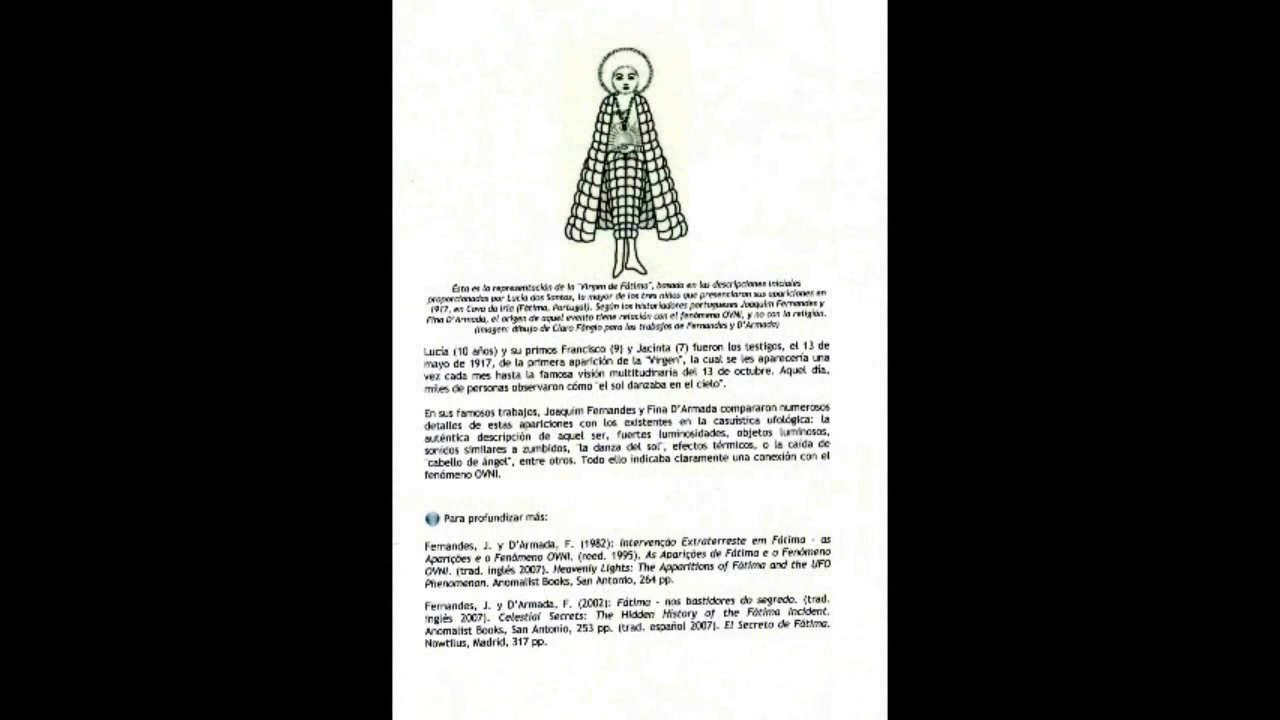 Ésta es la representación de la "Virgen de Fátima", basada en las descripciones iniciales
proporcionadas por Lucía dos Santos, la mayor de los tres niños que presenciaron sus apariciones en
1917, en Cova da Iria (Fátima, Portugal). Según los historiadores portugueses Joaquim Fernandes y
Fina D'Armada, el origen de aquel evento tiene relación con el fenómeno OVNI, y no con la religión.
(Imagen: dibujo de Claro Fângio para los trabajos de Fernandes y D'Armada)
Lucía (10 años) y su primos Francisco (9) y Jacinta (7) fueron los testigos, el 13 de
mayo de 1917, de la primera aparición de la "Virgen", la cual se les aparecería una
vez cada mes hasta la famosa visión multitudinaria del 13 de octubre. Aquel día,
miles de personas observaron cómo "el sol danzaba en el cielo".
En sus famosos trabajos, Joaquim Fernandes y Fina D'Armada compararon numerosos
detalles de estas apariciones con los existentes en la casuística ufológica: la
auténtica descripción de aquel ser, fuertes luminosidades, objetos luminosos,
sonidos similares a zumbidos, "la danza del sol", efectos térmicos, o la caída de
"cabello de ángel", entre otros. Todo ello indicaba claramente una conexión con el
fenómeno OVNI.
Para profundizar más:
Fernandes, J. y D'Armada, F. (1982): Intervenção Extraterreste em Fátima - as
Aparições e o Fenômeno OVNI. (reed. 1995). As Aparições de Fátima e o Fenómeno
OVNI. (trad. inglés 2007). Heavenly Lights: The Apparitions of Fátima and the UFO
Phenomenon. Anomalist Books, San Antonio, 264 pp.
Fernandes, J. y D'Armada, F. (2002): Fátima - nos bastidores do segredo. (trad.
inglés 2007). Celestial Secrets: The Hidden History of the Fátima Incident.
Anomalist Books, San Antonio, 253 pp. (trad. español 2007). El Secreto de Fátima.
Nowtilus, Madrid, 317 pp.